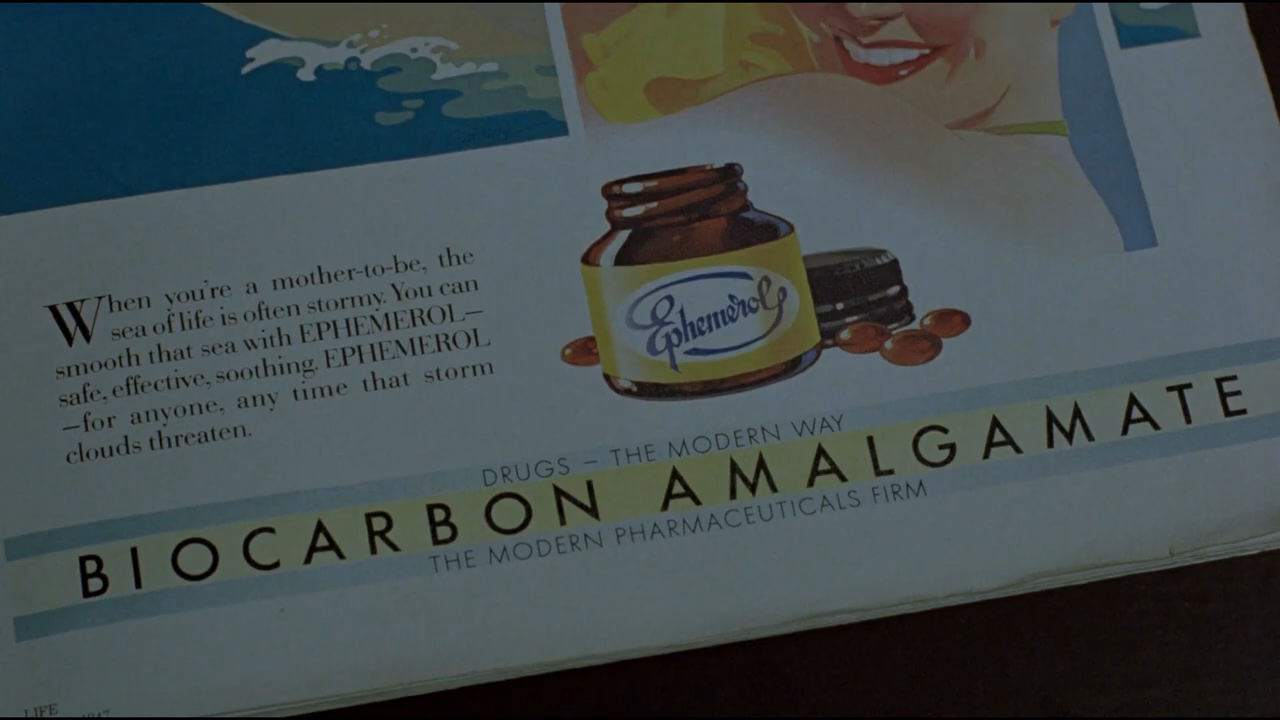 When you're a mother-to-be, the
sea of life is often stormy. You can
smooth that sea with EPHEMEROL—
safe, effective, soothing. EPHEMEROL
—for anyone, any time that storm
clouds threaten.
Ephemerol
DRUGS – THE MODERN WAY
BIOCARBON AMALGAMATE
THE MODERN PHARMACEUTICALS FIRM
LIFE